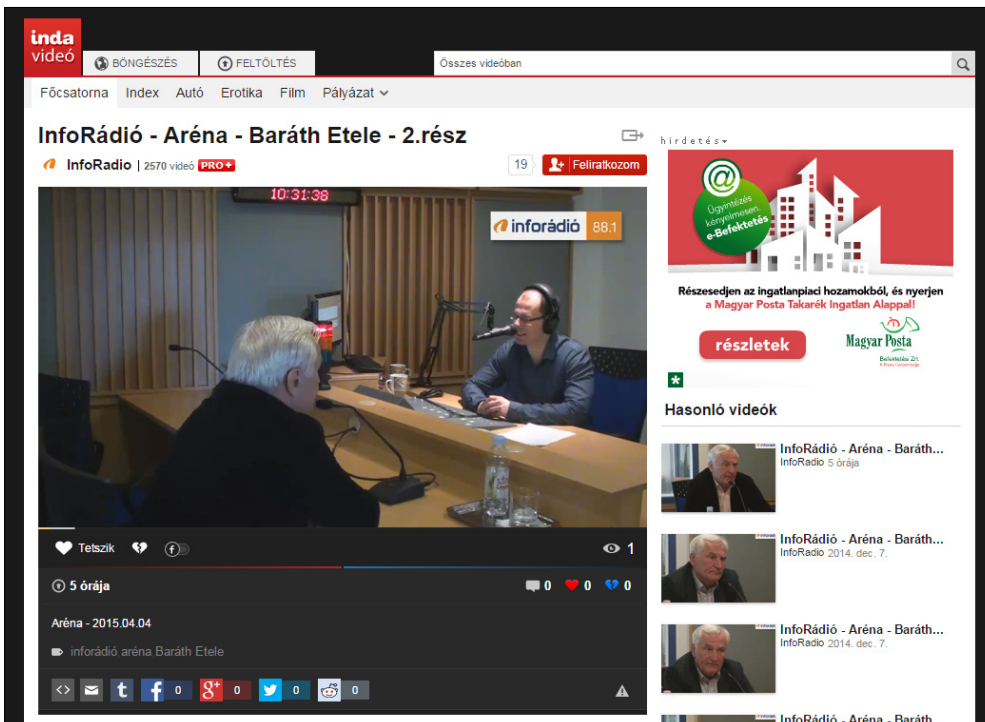 inda
videó
BÖNGÉSZÉS
FELTÖLTÉS
Összes videóban
Főcsatorna Index Autó Erotika Film Pályázat
InfoRádió - Aréna - Baráth Etele - 2.rész
InfoRadio | 2570 videó PRO+
19 Feliratkozom
10:31:38
inforádió 88.1
Tetszik
1
5 órája
0 0 0
Aréna - 2015.04.04
inforádió aréna Baráth Etele
t f 0 g+ 0 0 0
hirdetés
@
Ügyintézés
kényelmesen.
e-Befektetés
Részesedjen az ingatlanpiaci hozamokból, és nyerjen
a Magyar Posta Takarék Ingatlan Alappal!
részletek
Magyar Posta
Befektetési Zrt.
Hasonló videók
InfoRádió - Aréna - Baráth...
InfoRadio 5 órája
InfoRádió - Aréna - Baráth...
InfoRadio 2014. dec. 7.
InfoRádió - Aréna - Baráth...
InfoRadio 2014. dec. 7.
InfoRádió - Aréna - Baráth